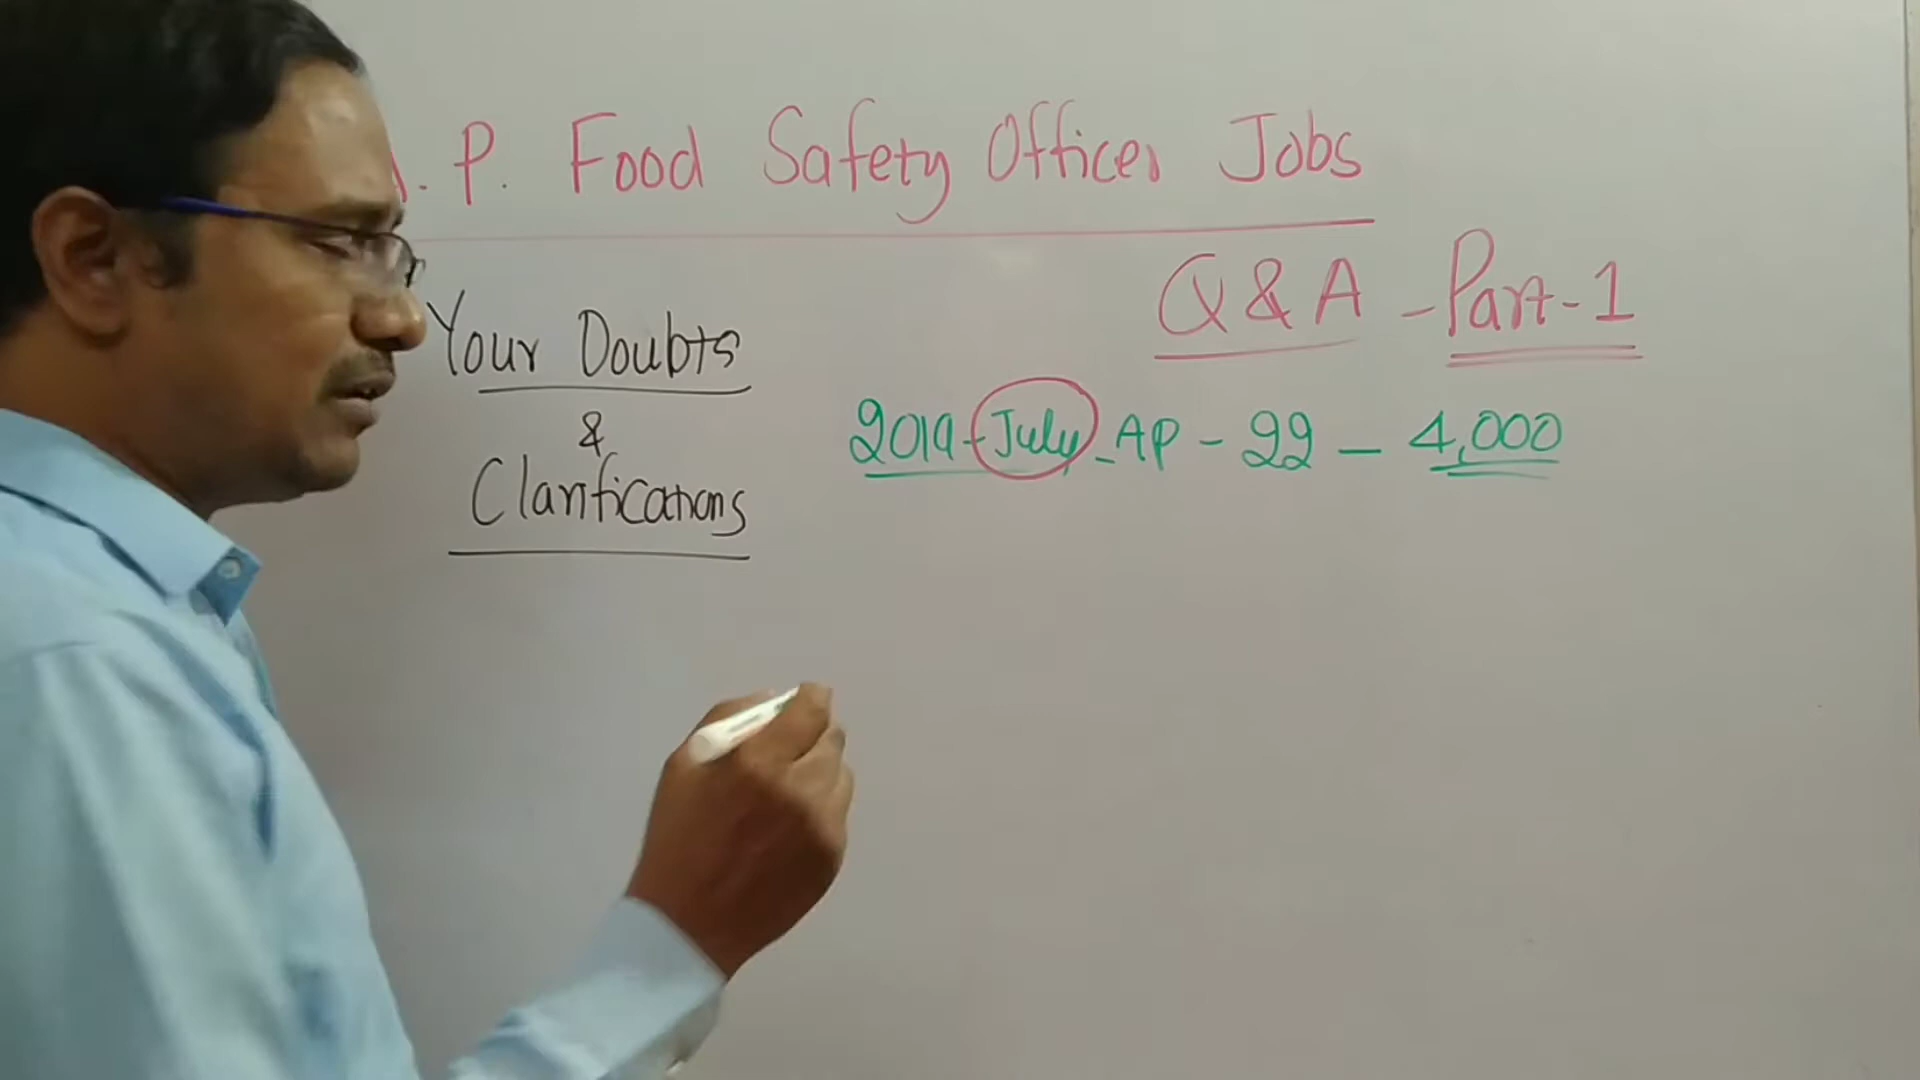 A. P. Food Safety Officer Jobs
Q & A - Part-1
Your Doubts
&
Clarifications
2019-July-AP-22-4,000